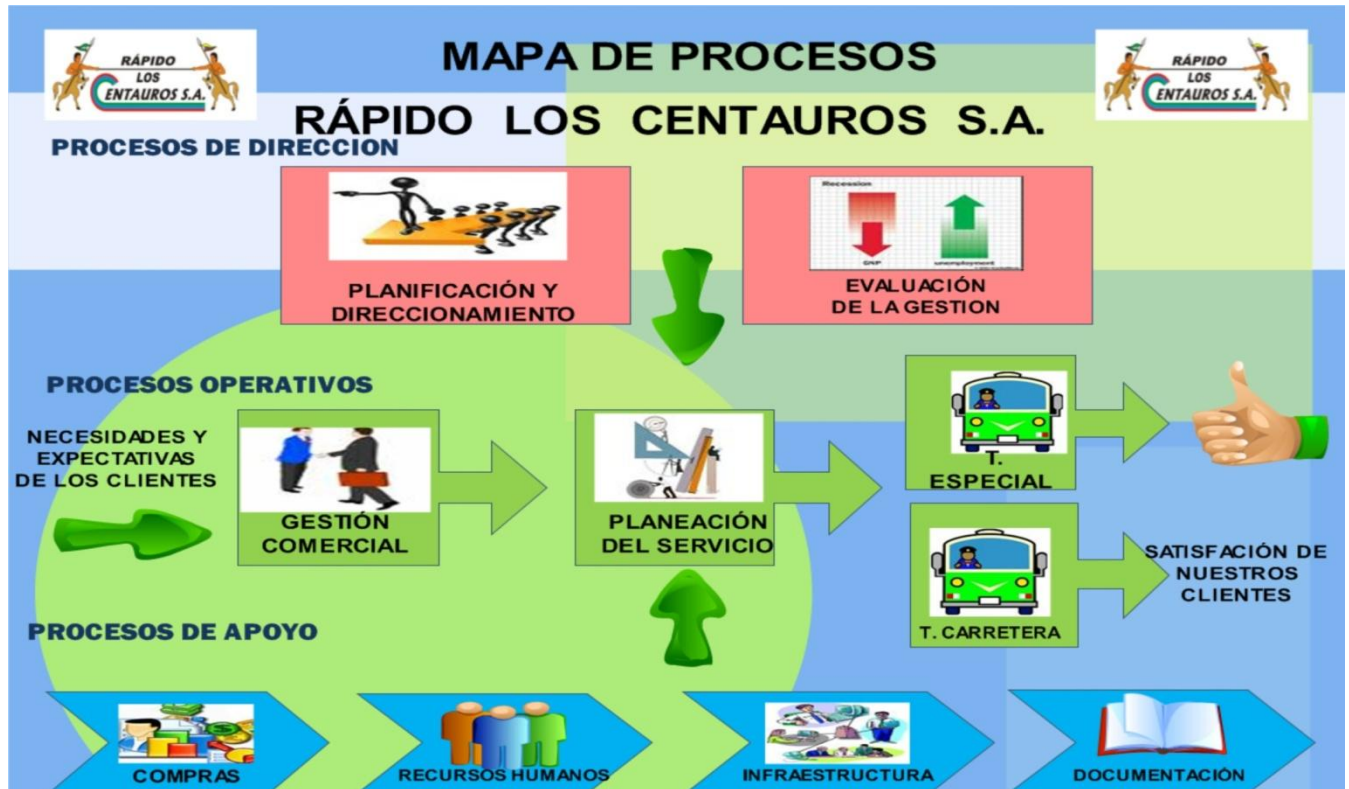 RÁPIDO
LOS
CENTAUROS S.A.
MAPA DE PROCESOS
RÁPIDO LOS CENTAUROS S.A.
RÁPIDO
LOS
CENTAUROS S.A.
PROCESOS DE DIRECCION
PLANIFICACIÓN Y
DIRECCIONAMIENTO
Recession
GNP
unemployment
EVALUACIÓN
DE LA GESTION
PROCESOS OPERATIVOS
NECESIDADES Y
EXPECTATIVAS
DE LOS CLIENTES
GESTIÓN
COMERCIAL
PLANEACIÓN
DEL SERVICIO
T.
ESPECIAL
T. CARRETERA
SATISFACIÓN DE
NUESTROS
CLIENTES
PROCESOS DE APOYO
COMPRAS
RECURSOS HUMANOS
INFRAESTRUCTURA
DOCUMENTACIÓN